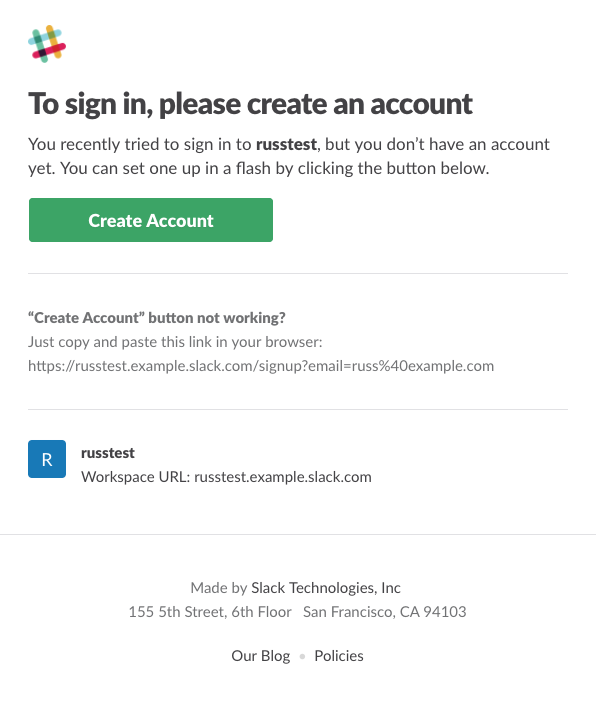 To sign in, please create an account
You recently tried to sign in to russtest, but you don’t have an account
yet. You can set one up in a flash by clicking the button below.
Create Account
“Create Account” button not working?
Just copy and paste this link in your browser:
https://russtest.example.slack.com/signup?email=russ%40example.com
R
russtest
Workspace URL: russtest.example.slack.com
Made by Slack Technologies, Inc
155 5th Street, 6th Floor San Francisco, CA 94103
Our Blog • Policies